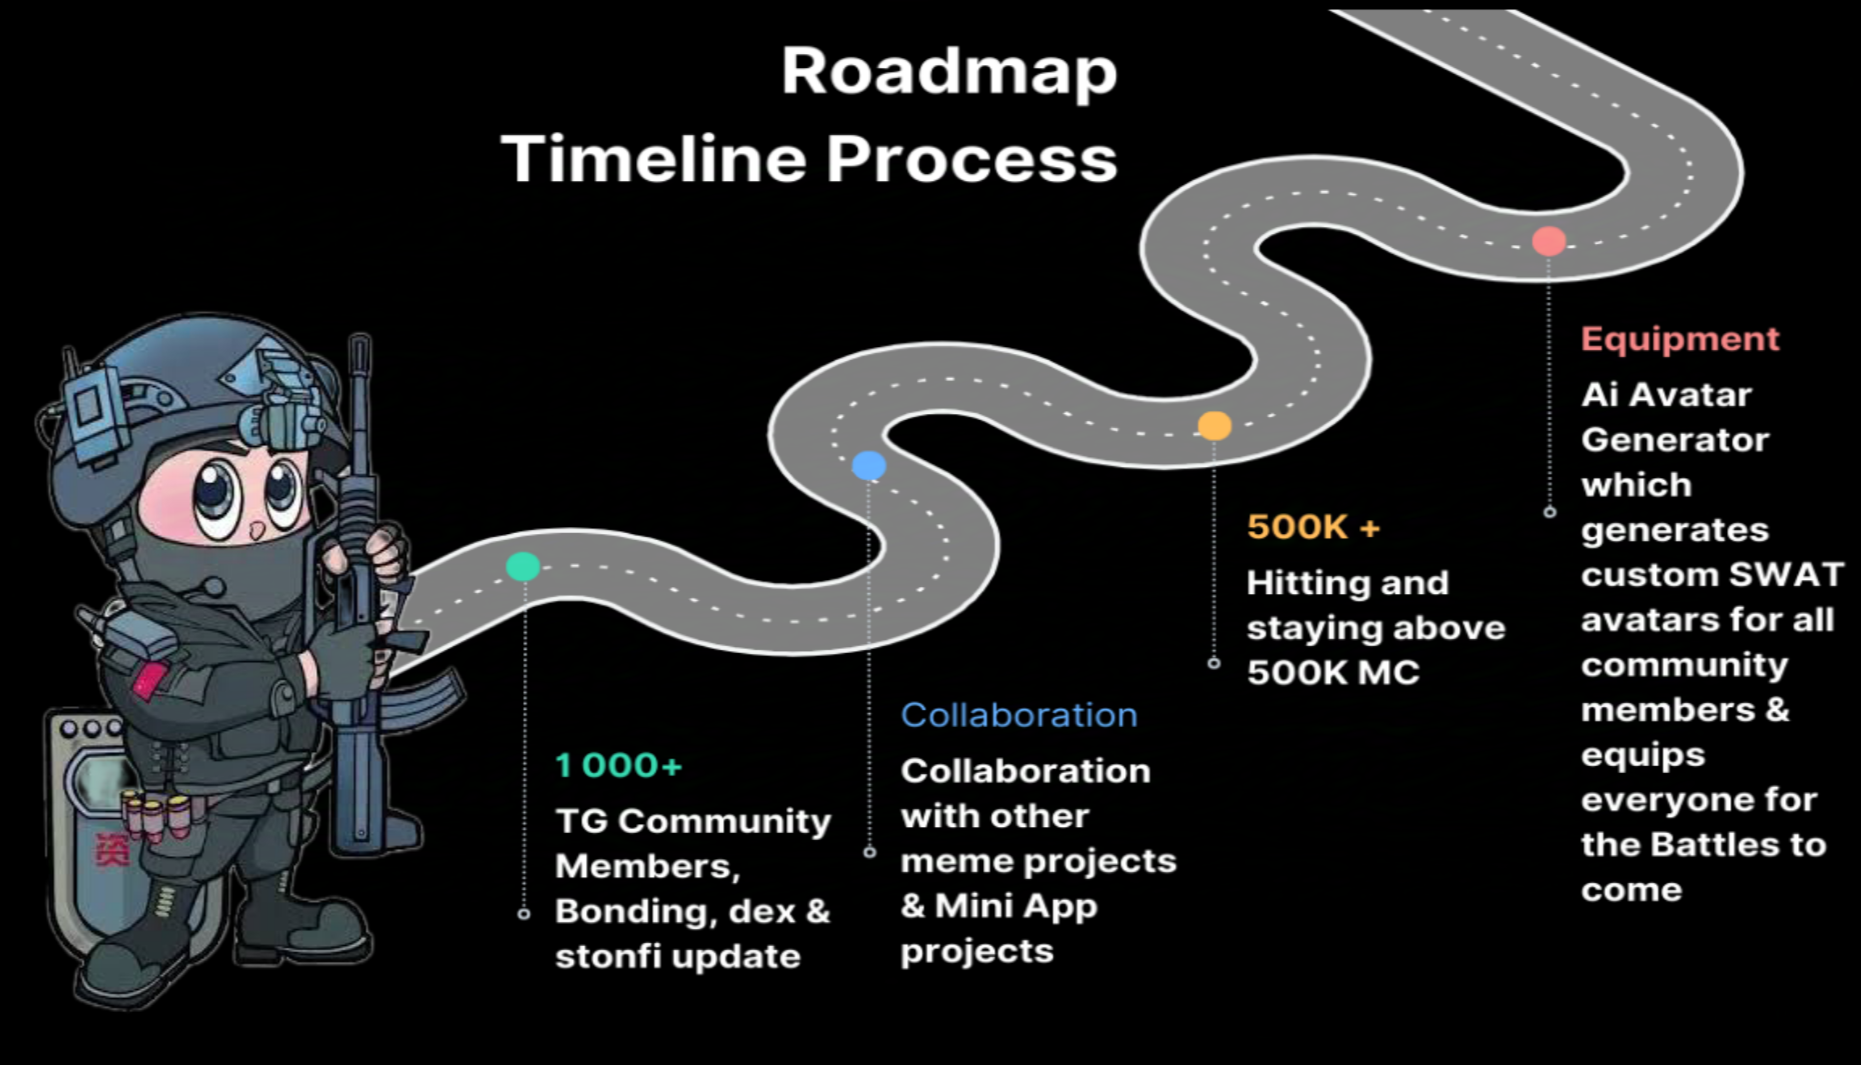 Roadmap
Timeline Process
1 000+
TG Community
Members,
Bonding, dex &
stonfi update
Collaboration
Collaboration
with other
meme projects
& Mini App
projects
500K +
Hitting and
staying above
500K MC
Equipment
Ai Avatar
Generator
which
generates
custom SWAT
avatars for all
community
members &
equips
everyone for
the Battles to
come